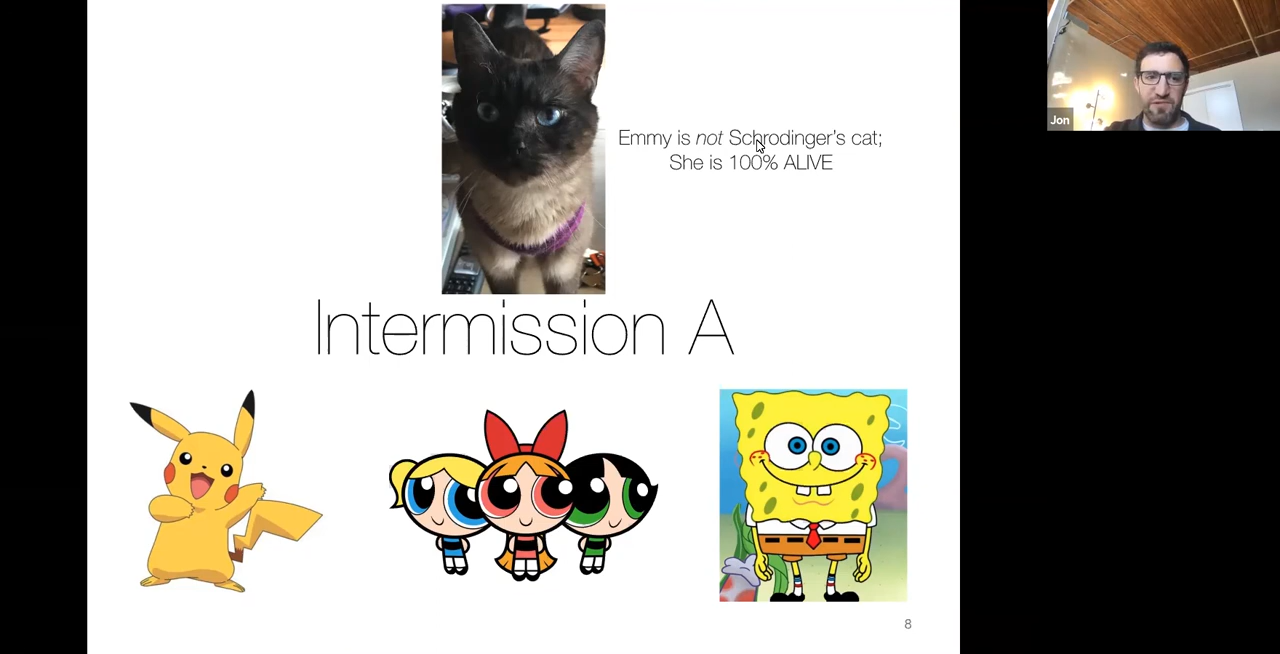 Emmy is not Schrodinger's cat;
She is 100% ALIVE
Jon
Intermission A
8